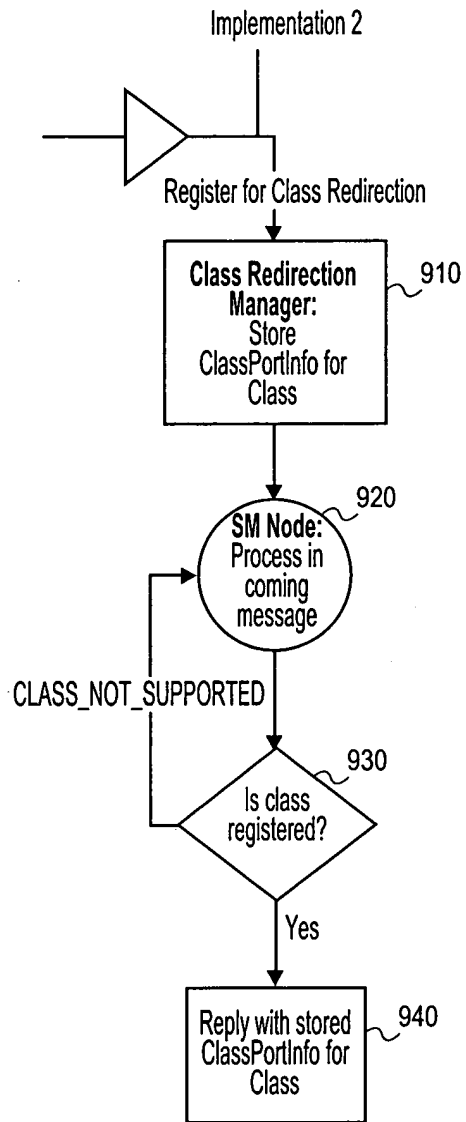 Implementation 2
Register for Class Redirection
Class Redirection
Manager:
Store
ClassPortInfo for
Class
910
920
SM Node:
Process in
coming
message
CLASS_NOT_SUPPORTED
930
Is class
registered?
Yes
Reply with stored
ClassPortInfo for
Class
940